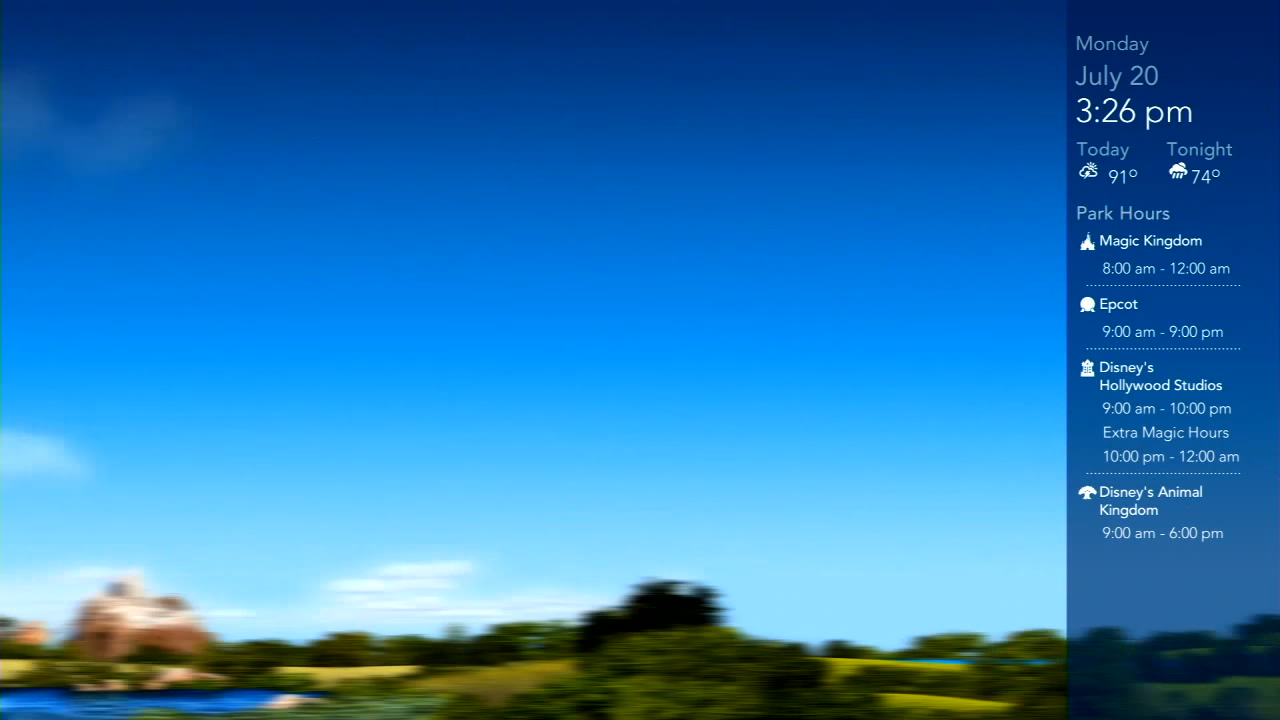 Monday
July 20
3:26 pm
Today Tonight
91° 74°
Park Hours
Magic Kingdom
8:00 am - 12:00 am
Epcot
9:00 am - 9:00 pm
Disney's
Hollywood Studios
9:00 am - 10:00 pm
Extra Magic Hours
10:00 pm - 12:00 am
Disney's Animal
Kingdom
9:00 am - 6:00 pm